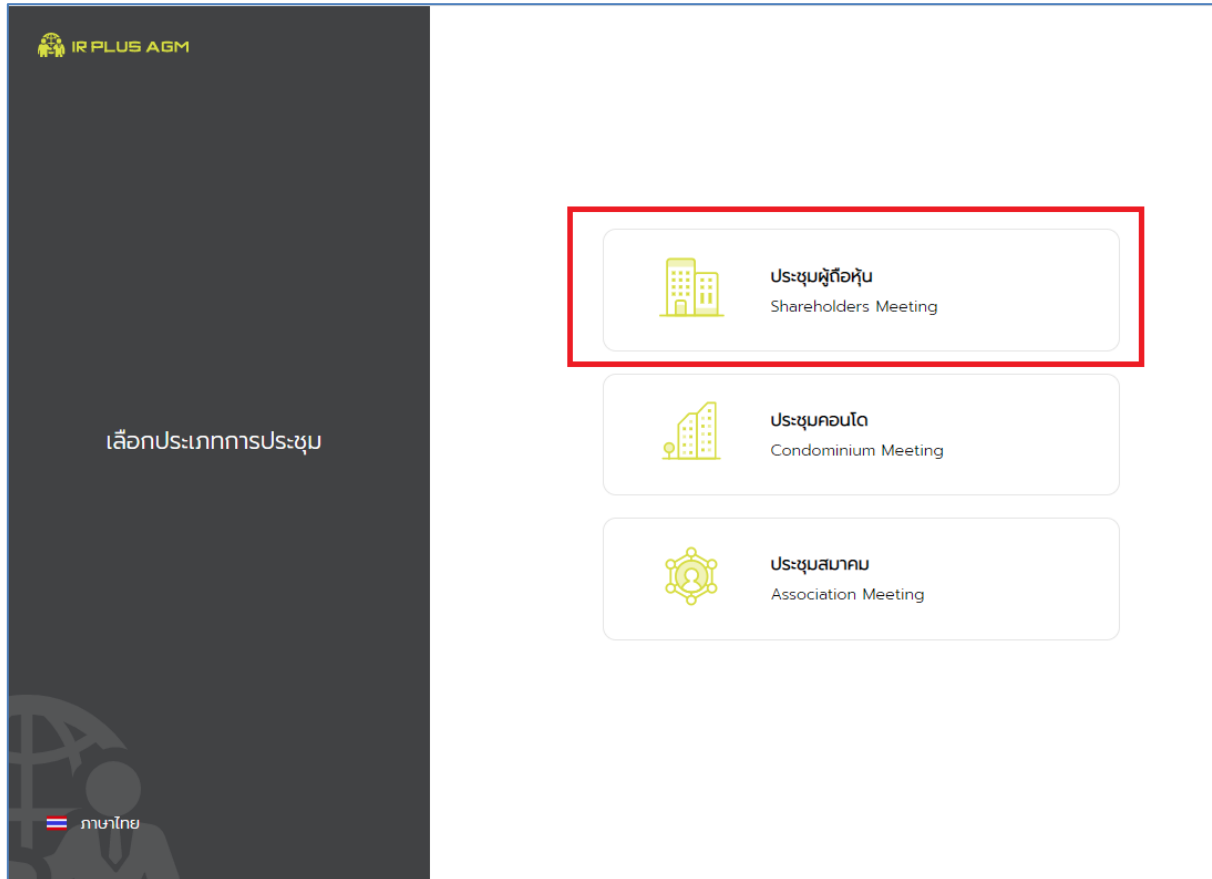 IR PLUS AGM
เลือกประเภทการประชุม
ภาษาไทย
ประชุมผู้ถือหุ้น
Shareholders Meeting
ประชุมคอนโด
Condominium Meeting
ประชุมสมาคม
Association Meeting